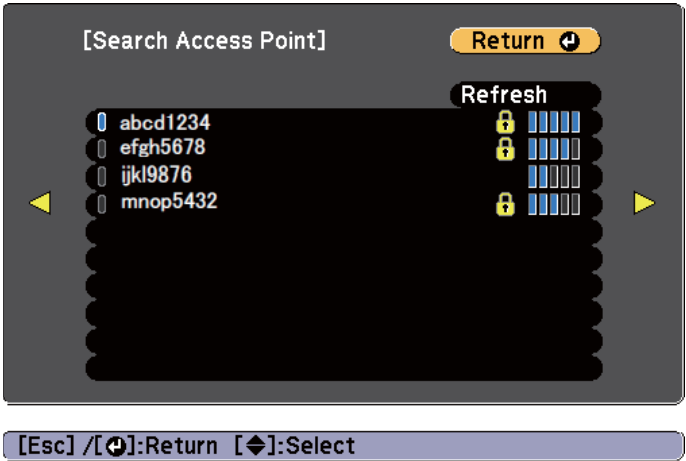 [Search Access Point]
Return
Refresh
abcd1234
efgh5678
ijkl9876
mnop5432
[Esc] /[]:Return []:Select